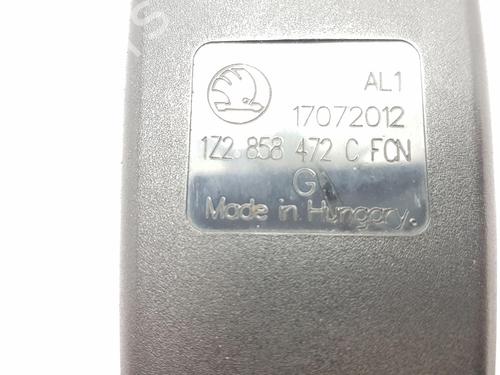 AL1
17072012
1Z2 858 472 C FCN
G
Made in Hungary.